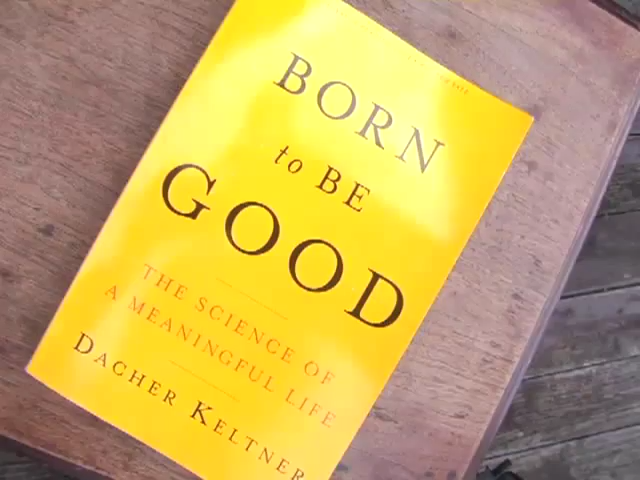 BORN
to BE
GOOD
THE SCIENCE OF
A MEANINGFUL LIFE
DACHER KELTNER